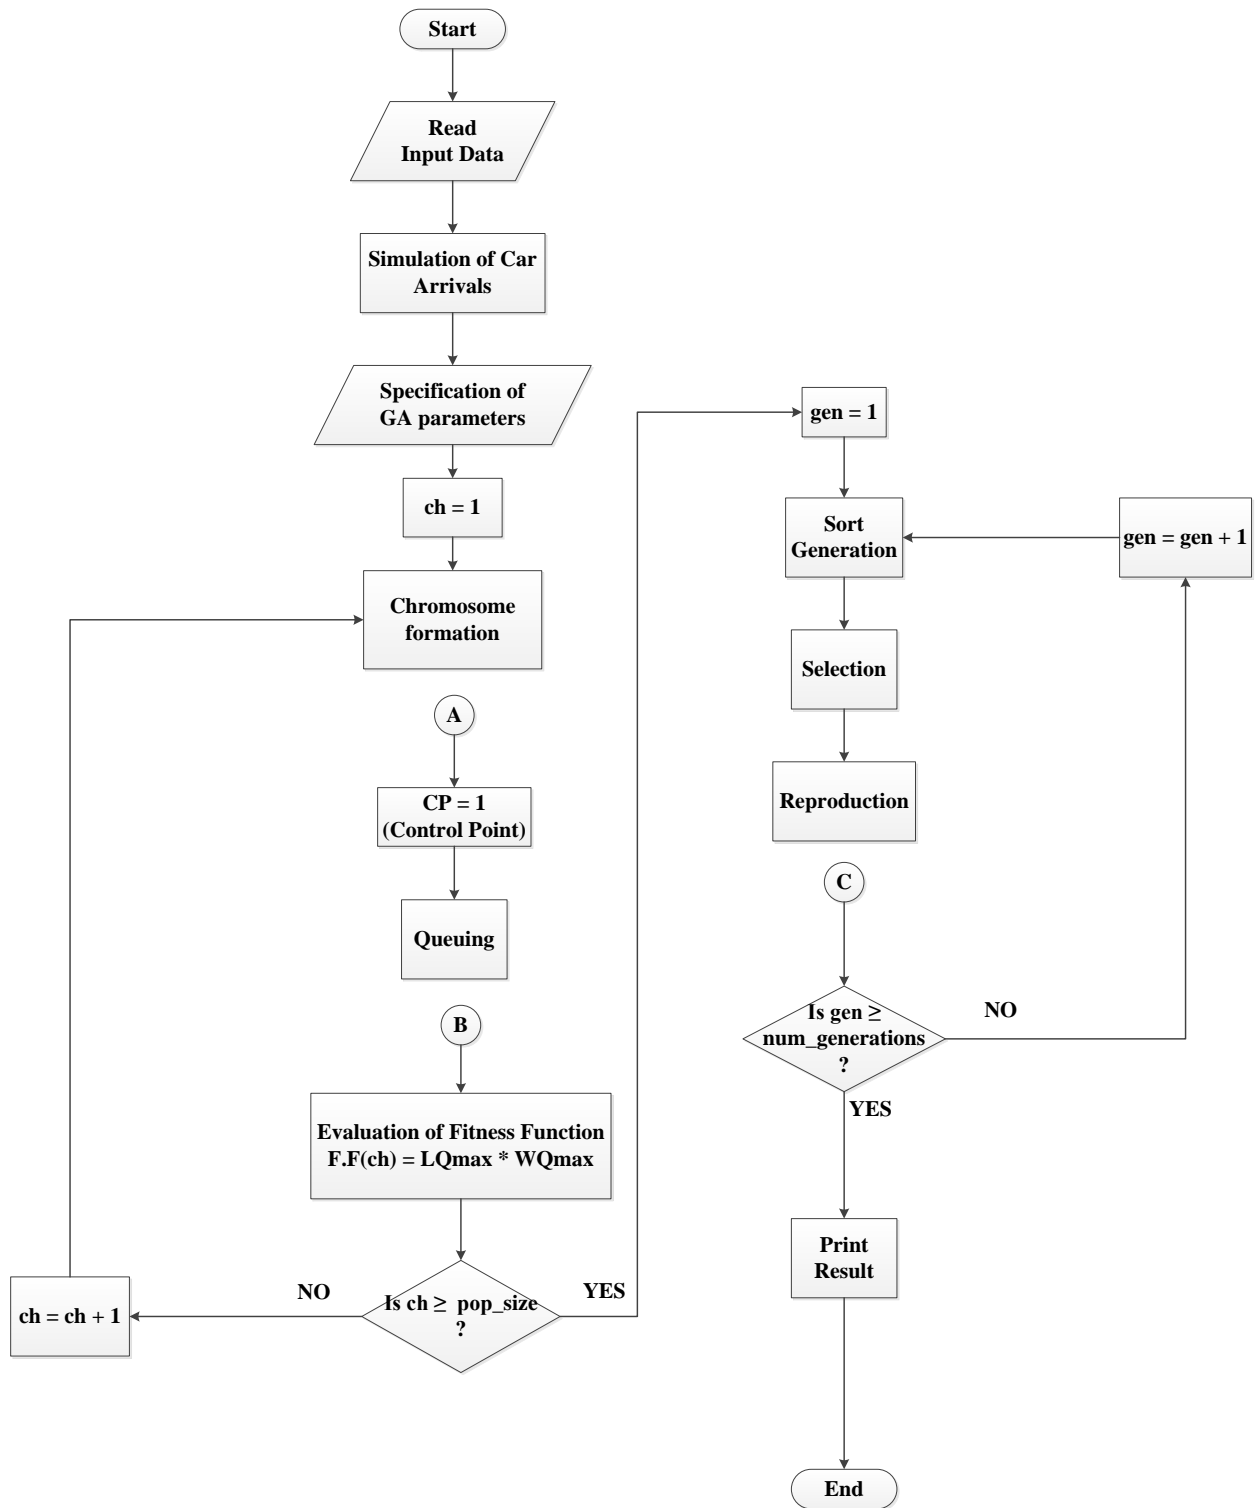 Start
Read
Input Data
Simulation of Car
Arrivals
Specification of
GA parameters
ch = 1
Chromosome
formation
A
CP = 1
(Control Point)
Queuing
B
Evaluation of Fitness Function
F.F(ch) = LQmax * WQmax
Is ch ≥ pop_size
?
NO
YES
ch = ch + 1
gen = 1
Sort
Generation
gen = gen + 1
Selection
Reproduction
C
Is gen ≥
num_generations
?
NO
YES
Print
Result
End